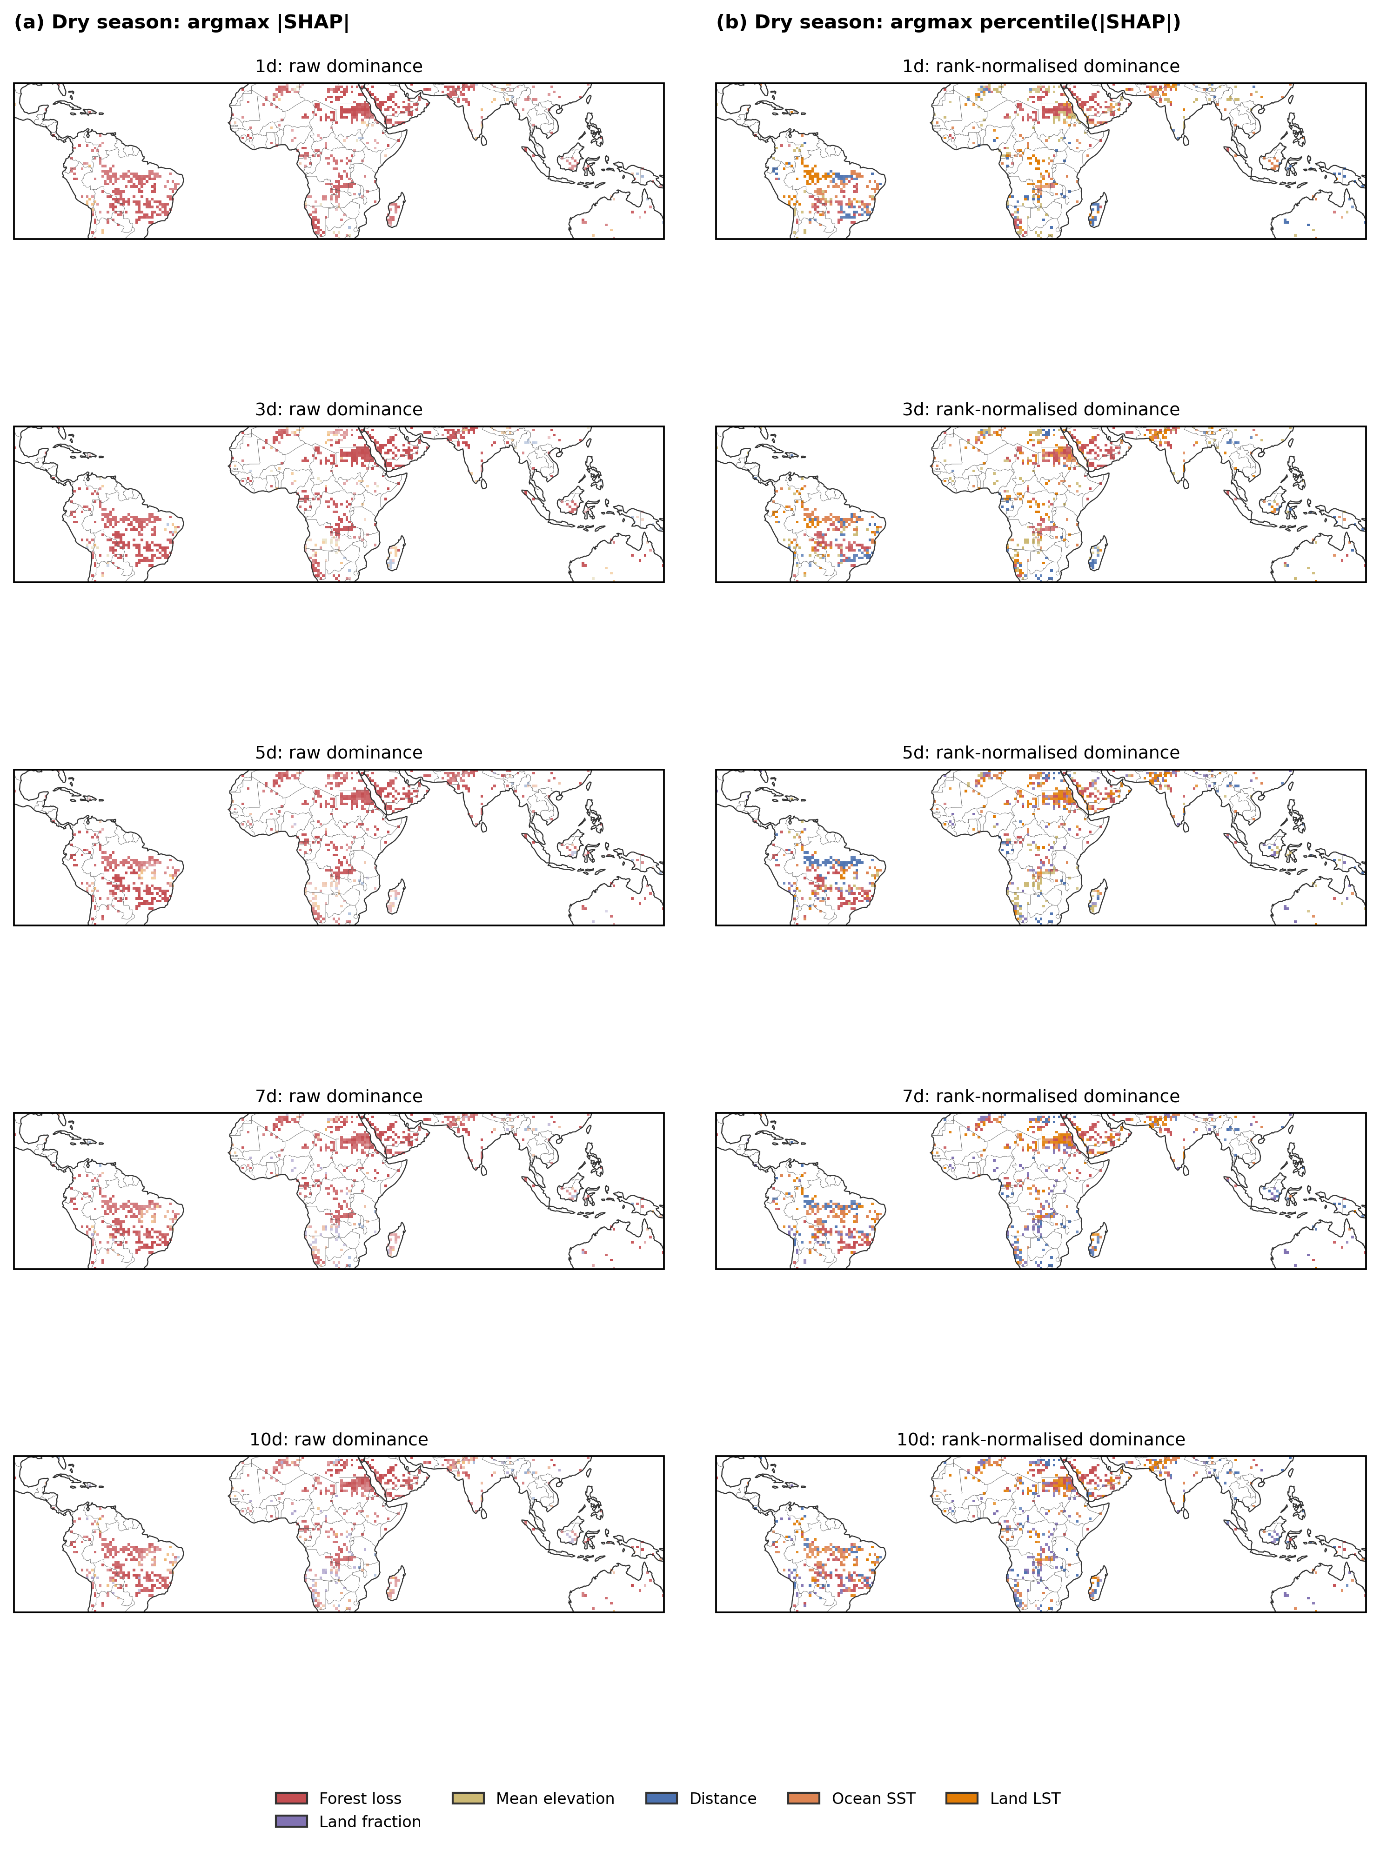 (a) Dry season: argmax |SHAP|
(b) Dry season: argmax percentile(|SHAP|)
1d: raw dominance
1d: rank-normalised dominance
3d: raw dominance
3d: rank-normalised dominance
5d: raw dominance
5d: rank-normalised dominance
7d: raw dominance
7d: rank-normalised dominance
10d: raw dominance
10d: rank-normalised dominance
Forest loss
Mean elevation
Distance
Ocean SST
Land LST
Land fraction